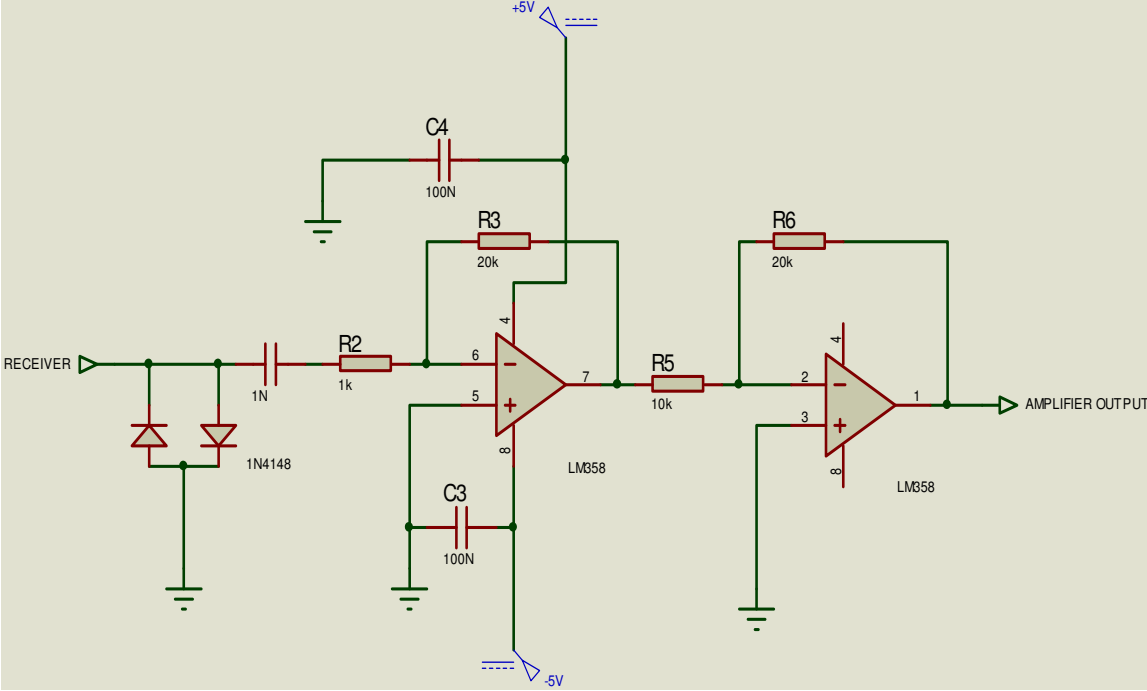 +5V
C4
100N
R3
20k
R6
20k
4
4
RECEIVER
R2
1k
1N
6
5
7
8
R5
10k
2
3
1
8
AMPLIFIER OUTPUT
1N4148
LM358
LM358
C3
100N
-5V